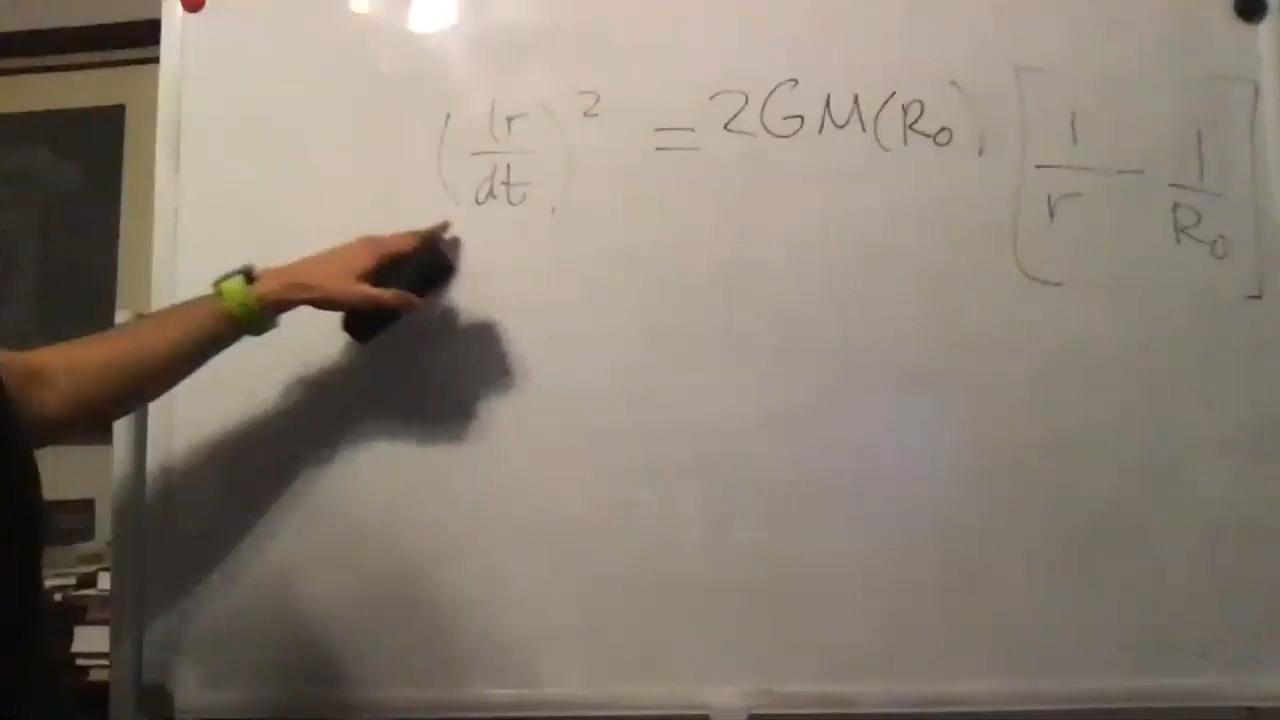 (dr/dt)² = 2GM(R₀) [1/r - 1/R₀]